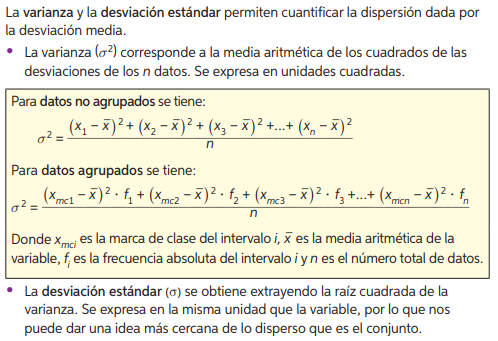 La varianza y la desviación estándar permiten cuantificar la dispersión dada por
la desviación media.
• La varianza (σ²) corresponde a la media aritmética de los cuadrados de las
desviaciones de los n datos. Se expresa en unidades cuadradas.
Para datos no agrupados se tiene:
σ² = ((x₁ − x̄)² + (x₂ − x̄)² + (x₃ − x̄)² +...+ (xₙ − x̄)²) / n
Para datos agrupados se tiene:
σ² = ((x_mc1 − x̄)² · f₁ + (x_mc2 − x̄)² · f₂ + (x_mc3 − x̄)² · f₃ +...+ (x_mcn − x̄)² · fₙ) / n
Donde x_mci es la marca de clase del intervalo i, x̄ es la media aritmética de la
variable, fᵢ es la frecuencia absoluta del intervalo i y n es el número total de datos.
• La desviación estándar (σ) se obtiene extrayendo la raíz cuadrada de la
varianza. Se expresa en la misma unidad que la variable, por lo que nos
puede dar una idea más cercana de lo disperso que es el conjunto.